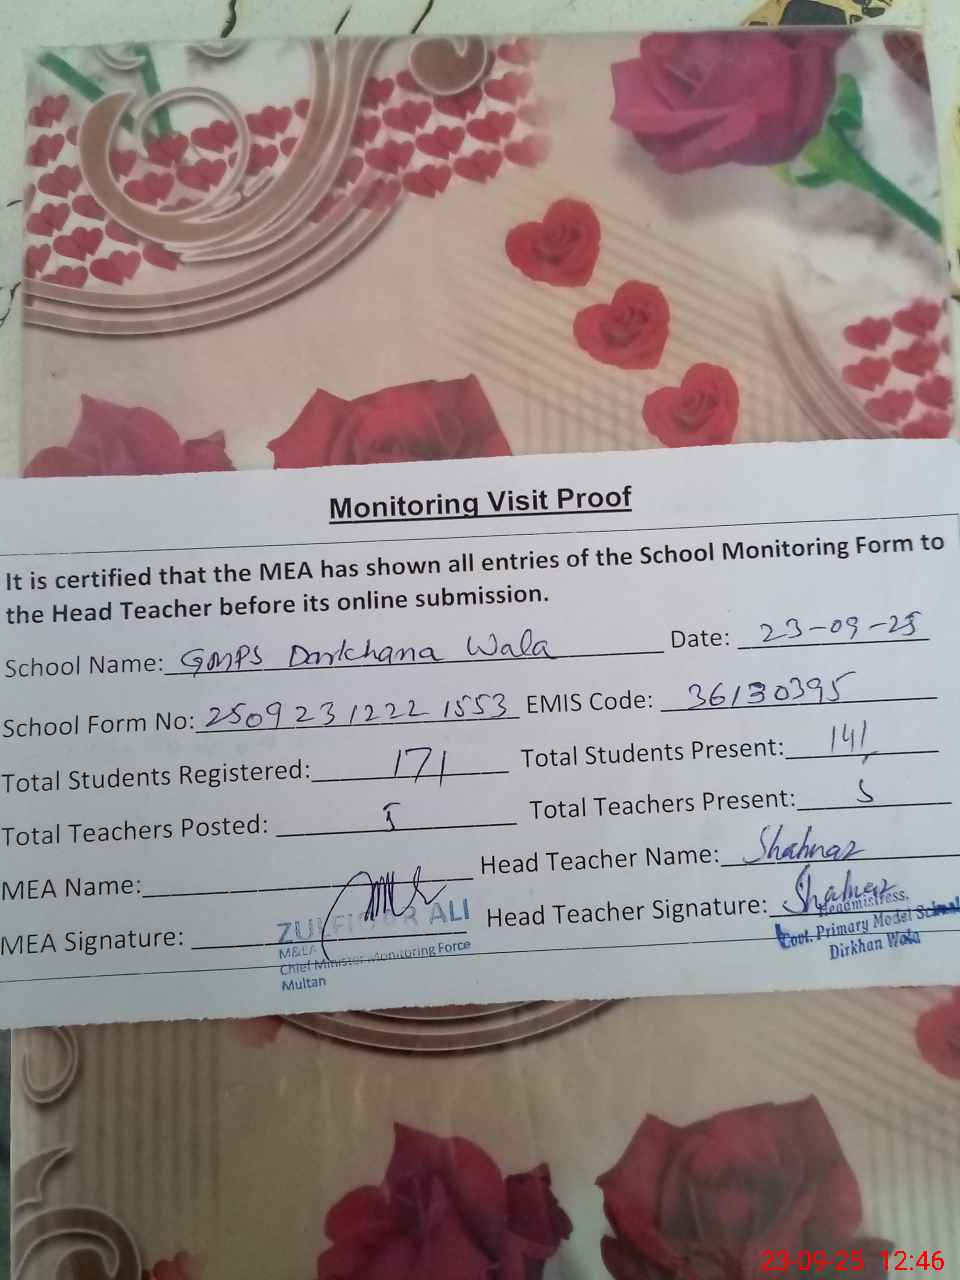 Monitoring Visit Proof
It is certified that the MEA has shown all entries of the School Monitoring Form to
the Head Teacher before its online submission.
School Name: GMPS Darkhana Wala Date: 23-09-25
School Form No: 25092312221553 EMIS Code: 36130395
Total Students Registered: 171 Total Students Present: 141
Total Teachers Posted: 5 Total Teachers Present: 5
MEA Name: Head Teacher Name: Shahnaz
MEA Signature: Head Teacher Signature: Shahnaz
ZULFIQAR ALI
M&EA
Chief Minister Monitoring Force
Multan
Headmistress,
Govt. Primary Model School
Dirkhan Wala
23-09-25 12:46